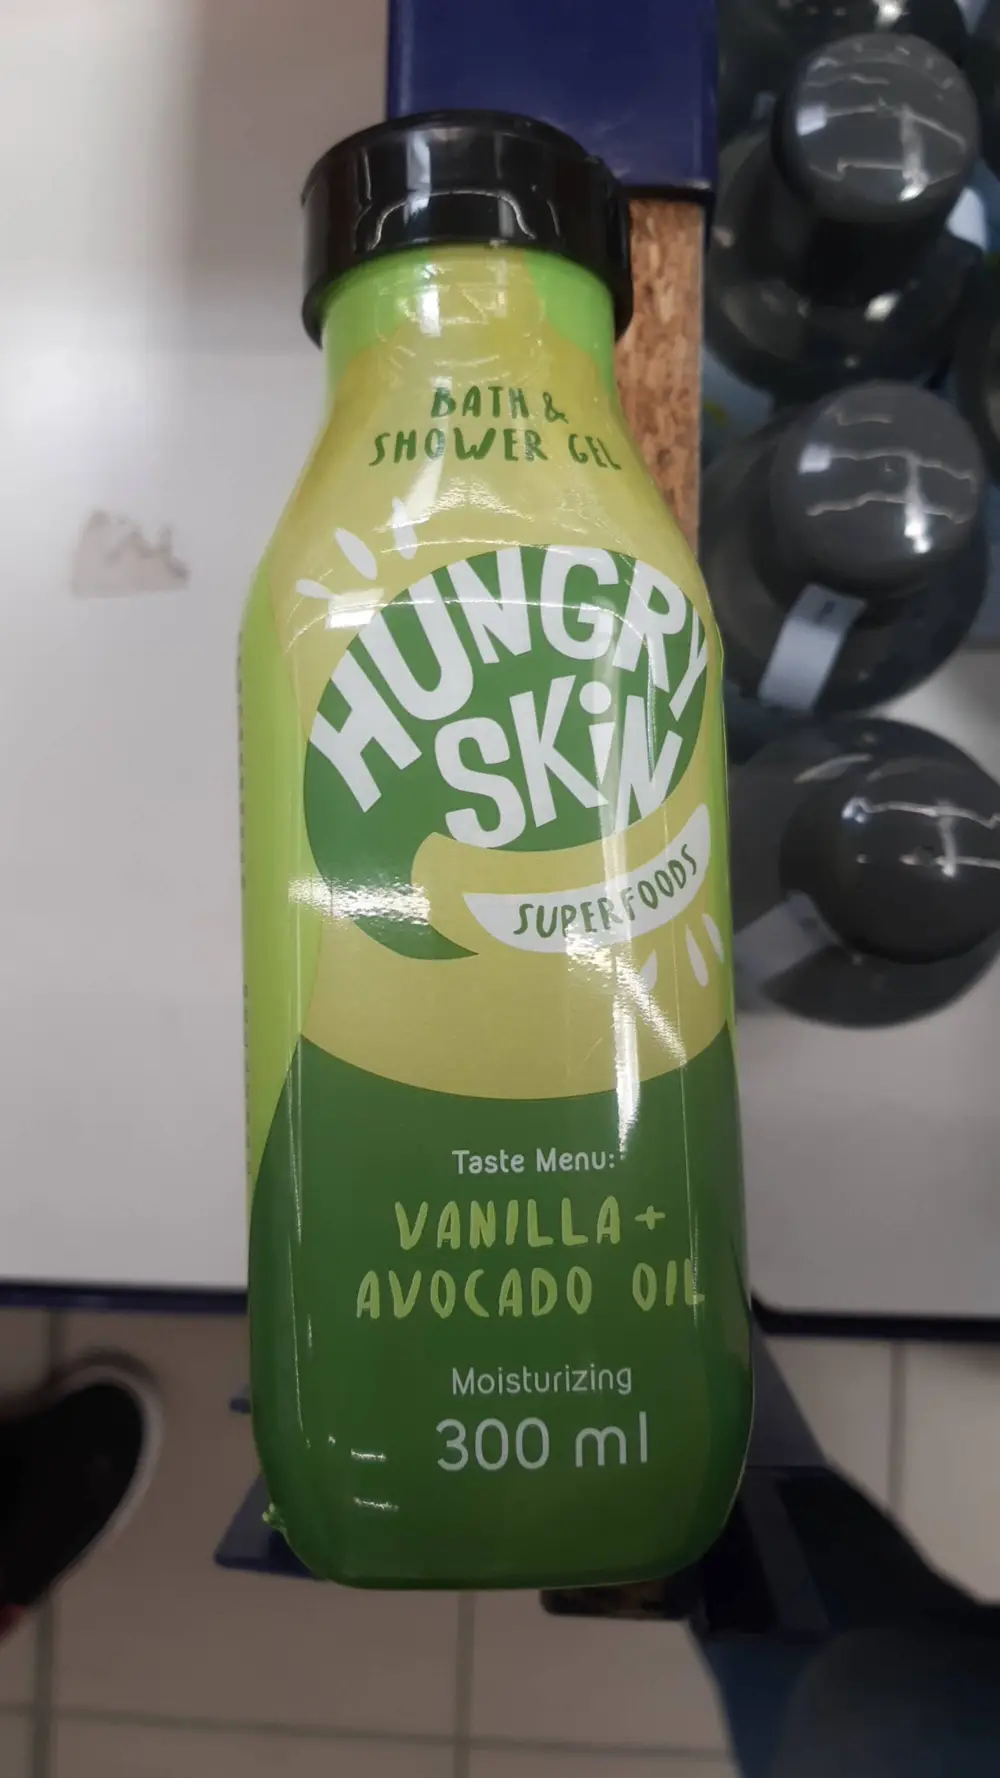 BATH &
SHOWER GEL
HUNGRY
SKiN
SUPERFOODS
Taste Menu:
VANILLA +
AVOCADO OIL
Moisturizing
300 ml